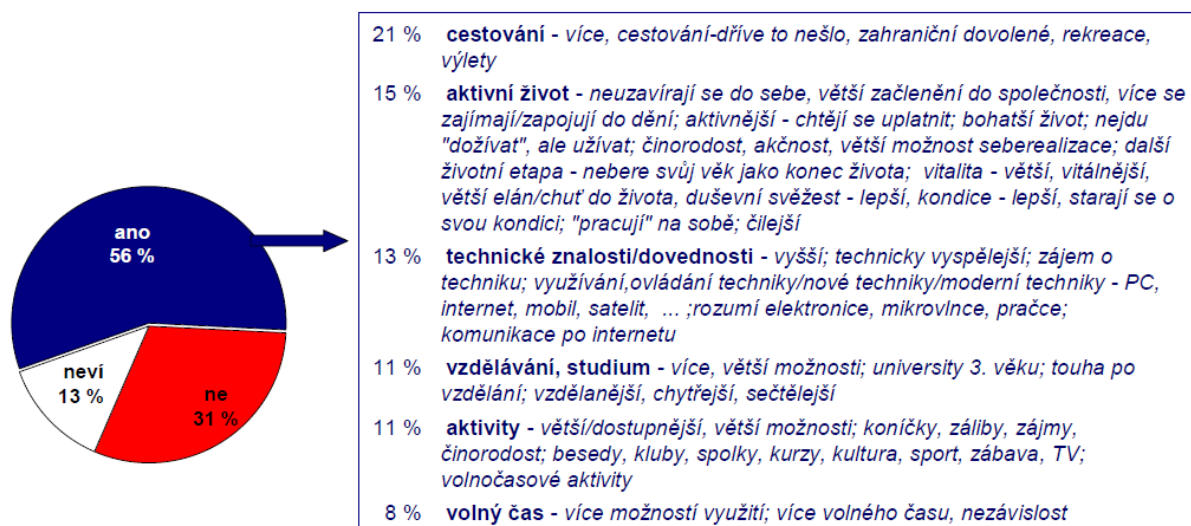 ano
56 %
neví
13 %
ne
31 %
21 % cestování - více, cestování-dříve to nešlo, zahraniční dovolené, rekreace,
výlety
15 % aktivní život - neuzavírají se do sebe, větší začlenění do společnosti, více se
zajímají/zapojují do dění; aktivnější - chtějí se uplatnit; bohatší život; nejdu
"dožívat", ale užívat; činorodost, akčnost, větší možnost seberealizace; další
životní etapa - nebere svůj věk jako konec života; vitalita - větší, vitálnější,
větší elán/chuť do života, duševní svěžest - lepší, kondice - lepší, starají se o
svou kondici; "pracují" na sobě; čilejší
13 % technické znalosti/dovednosti - vyšší; technicky vyspělejší; zájem o
techniku; využívání,ovládání techniky/nové techniky/moderní techniky - PC,
internet, mobil, satelit, ... ;rozumí elektronice, mikrovlnce, pračce;
komunikace po internetu
11 % vzdělávání, studium - více, větší možnosti; university 3. věku; touha po
vzdělání; vzdělanější, chytřejší, sečtělejší
11 % aktivity - větší/dostupnější, větší možnosti; koníčky, záliby, zájmy,
činorodost; besedy, kluby, spolky, kurzy, kultura, sport, zábava, TV;
volnočasové aktivity
8 % volný čas - více možností využití; více volného času, nezávislost